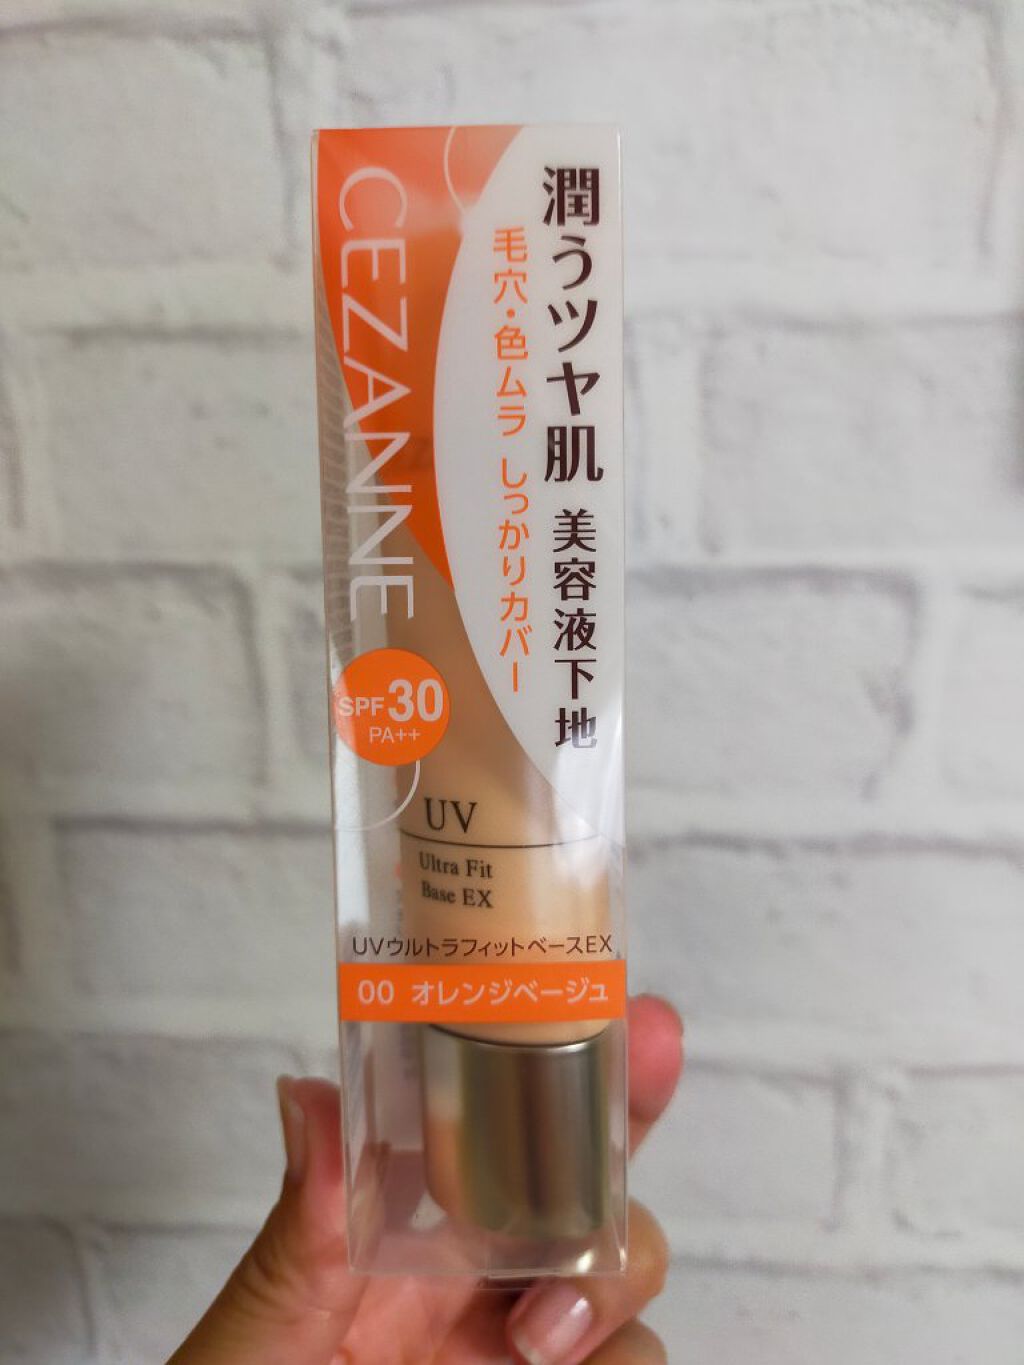 潤うツヤ肌 美容液下地
毛穴・色ムラ しっかりカバー
CEZANNE
SPF30
PA++
UV
Ultra Fit
Base EX
UVウルトラフィットベースEX
00 オレンジベージュ